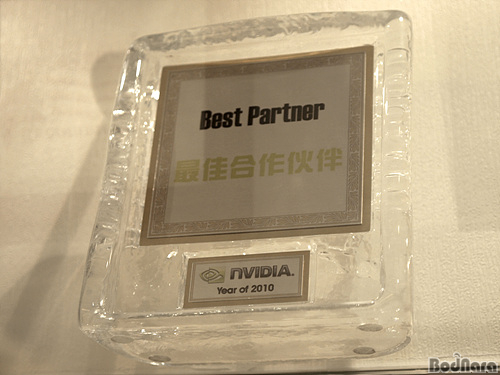 Best Partner
最佳合作伙伴
NVIDIA.
Year of 2010
BodNara